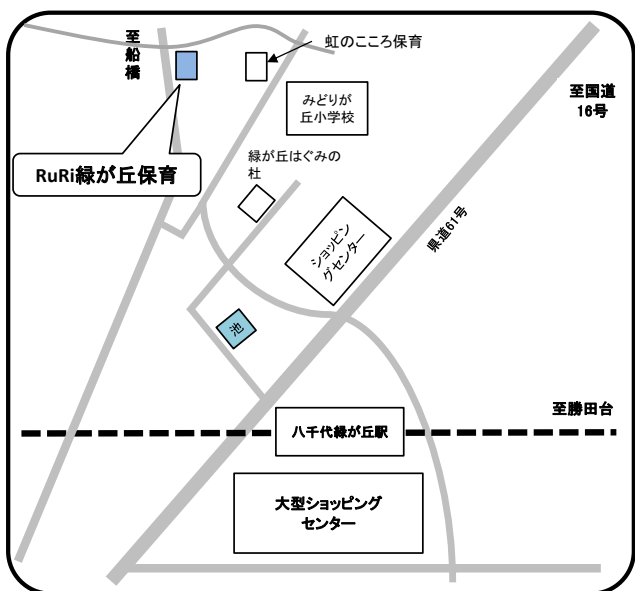 至
船
橋
虹のこころ保育
至国道
16号
みどりが
丘小学校
緑が丘はぐみの
杜
RuRi緑が丘保育
ショッピン
グセンター
県道61号
池
至勝田台
八千代緑が丘駅
大型ショッピング
センター